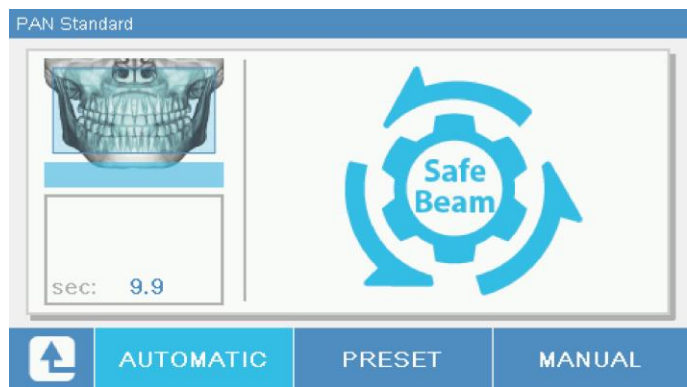 PAN Standard
Safe
Beam
sec: 9.9
AUTOMATIC PRESET MANUAL